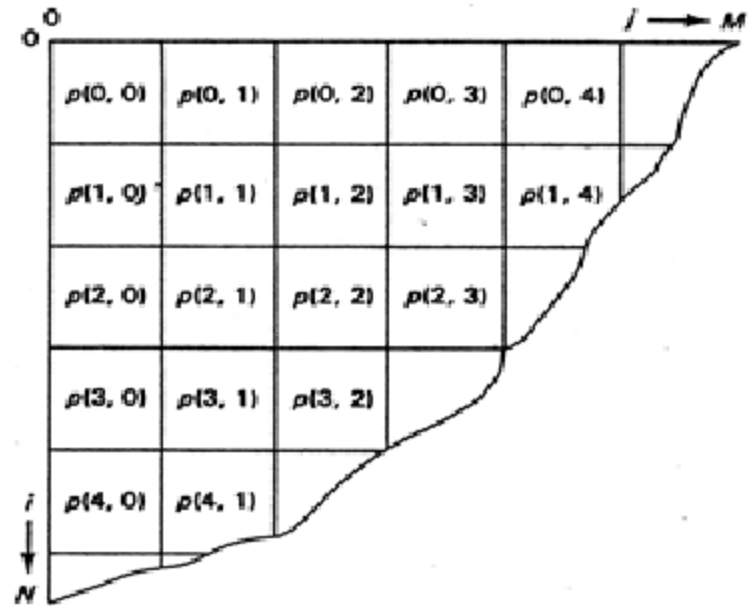 0 j M
0
p(0, 0) p(0, 1) p(0, 2) p(0, 3) p(0, 4)
p(1, 0) p(1, 1) p(1, 2) p(1, 3) p(1, 4)
p(2, 0) p(2, 1) p(2, 2) p(2, 3)
p(3, 0) p(3, 1) p(3, 2)
p(4, 0) p(4, 1)
i
N